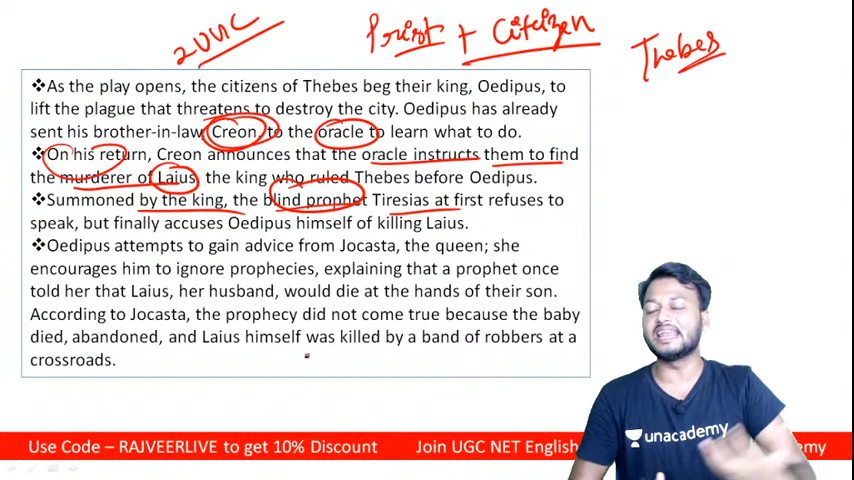 zone
Priest + Citizen
Thebes
❖As the play opens, the citizens of Thebes beg their king, Oedipus, to
lift the plague that threatens to destroy the city. Oedipus has already
sent his brother-in-law, Creon, to the oracle to learn what to do.
❖On his return, Creon announces that the oracle instructs them to find
the murderer of Laius, the king who ruled Thebes before Oedipus.
❖Summoned by the king, the blind prophet Tiresias at first refuses to
speak, but finally accuses Oedipus himself of killing Laius.
❖Oedipus attempts to gain advice from Jocasta, the queen; she
encourages him to ignore prophecies, explaining that a prophet once
told her that Laius, her husband, would die at the hands of their son.
According to Jocasta, the prophecy did not come true because the baby
died, abandoned, and Laius himself was killed by a band of robbers at a
crossroads.
unacademy
Use Code – RAJVEERLIVE to get 10% Discount Join UGC NET English emy